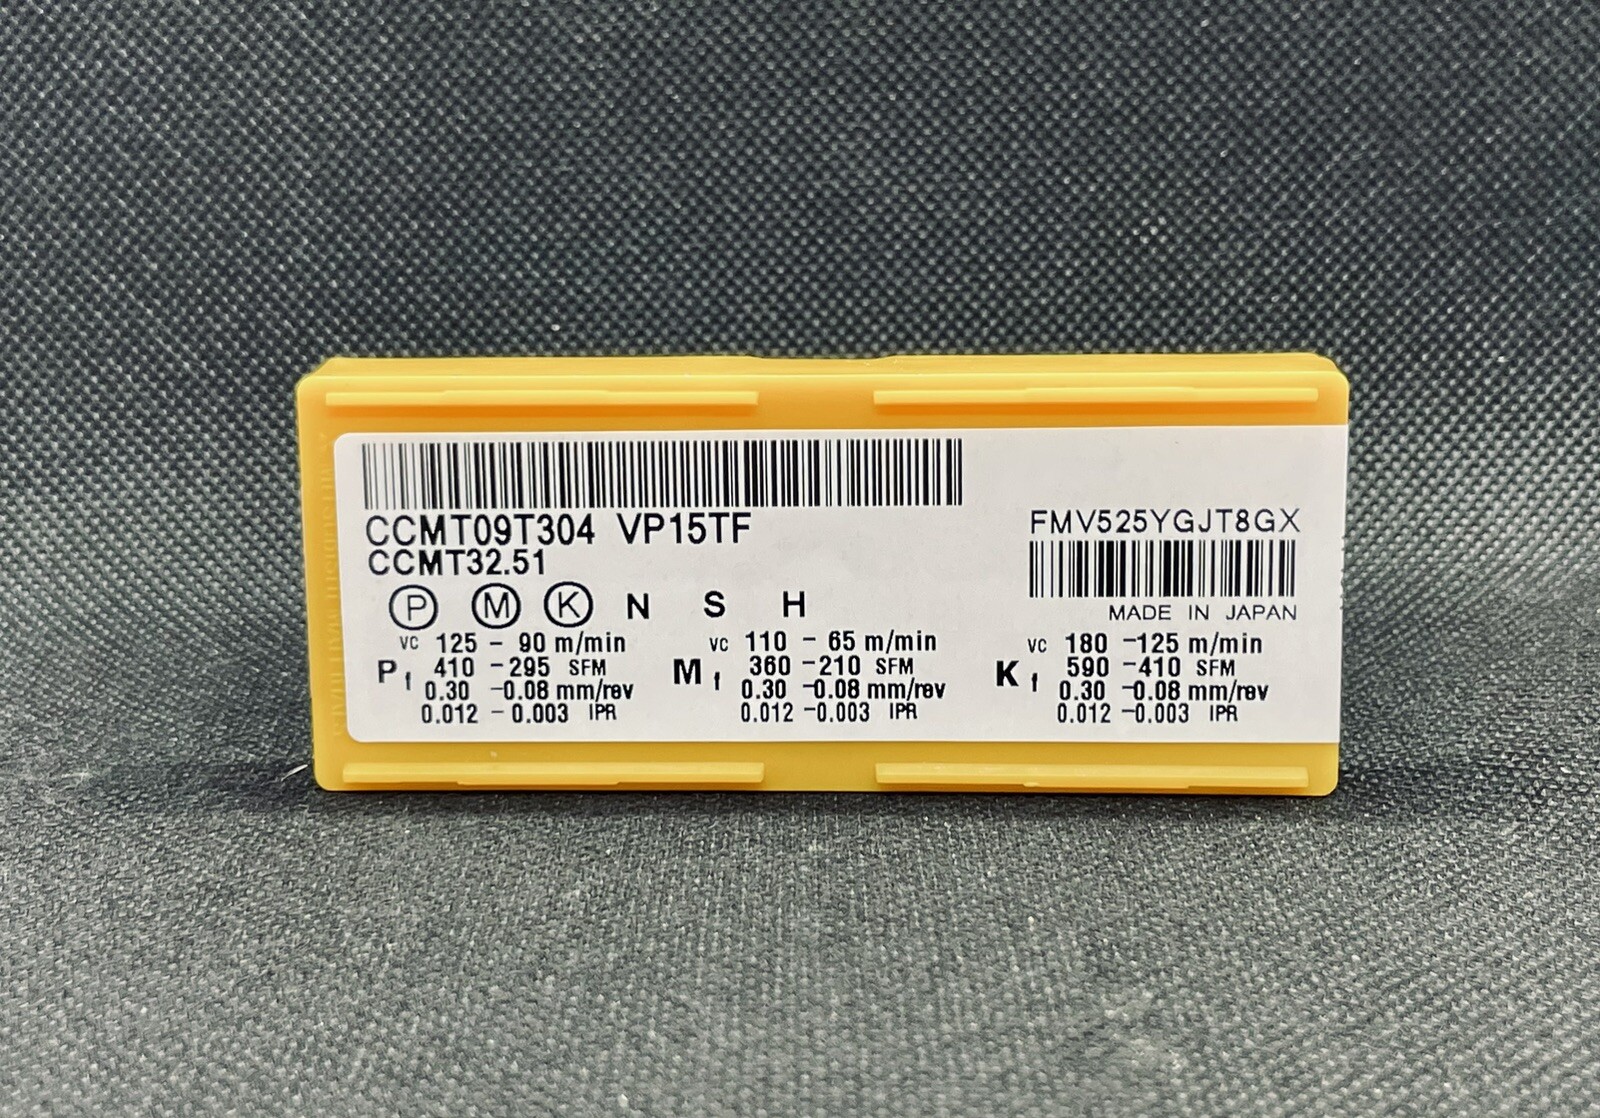 CCMT09T304 VP15TF
CCMT32.51
P M K N S H
FMV525YGJT8GX
MADE IN JAPAN
P vc 125 - 90 m/min
410 - 295 SFM
f 0.30 - 0.08 mm/rev
0.012 - 0.003 IPR
M vc 110 - 65 m/min
360 - 210 SFM
f 0.30 - 0.08 mm/rev
0.012 - 0.003 IPR
K vc 180 - 125 m/min
590 - 410 SFM
f 0.30 - 0.08 mm/rev
0.012 - 0.003 IPR